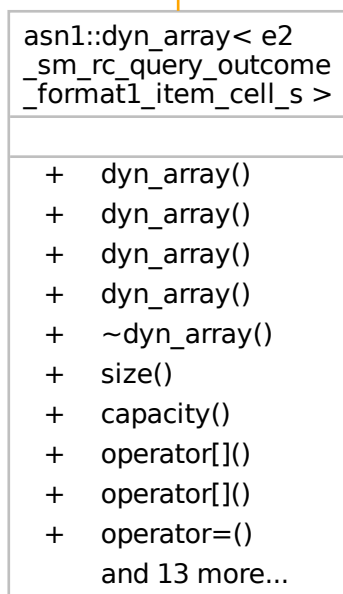 asn1::dyn_array< e2
_sm_rc_query_outcome
_format1_item_cell_s >
+ dyn_array()
+ dyn_array()
+ dyn_array()
+ dyn_array()
+ ~dyn_array()
+ size()
+ capacity()
+ operator[]()
+ operator[]()
+ operator=()
and 13 more...